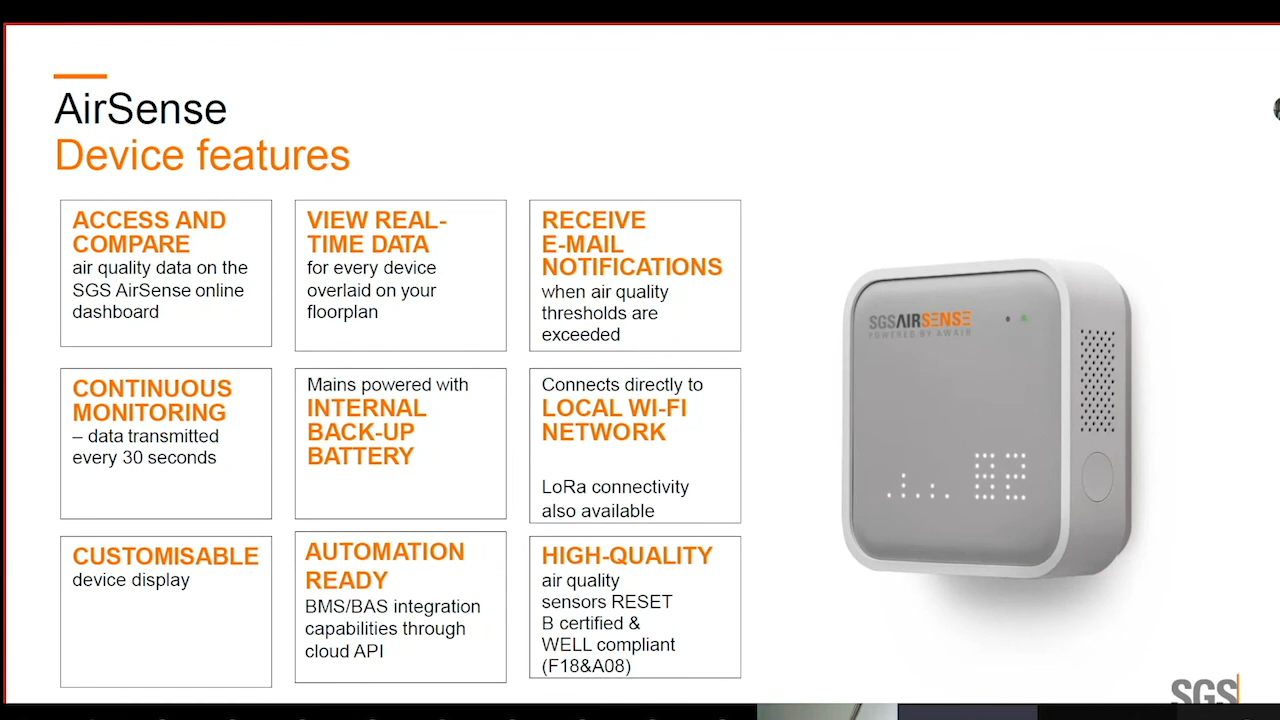 AirSense
Device features
ACCESS AND
COMPARE
air quality data on the
SGS AirSense online
dashboard
VIEW REAL-
TIME DATA
for every device
overlaid on your
floorplan
RECEIVE
E-MAIL
NOTIFICATIONS
when air quality
thresholds are
exceeded
CONTINUOUS
MONITORING
– data transmitted
every 30 seconds
Mains powered with
INTERNAL
BACK-UP
BATTERY
Connects directly to
LOCAL WI-FI
NETWORK
LoRa connectivity
also available
CUSTOMISABLE
device display
AUTOMATION
READY
BMS/BAS integration
capabilities through
cloud API
HIGH-QUALITY
air quality
sensors RESET
B certified &
WELL compliant
(F18&A08)
SGSAIRSENSE
POWERED BY AWAIR
82
SGS